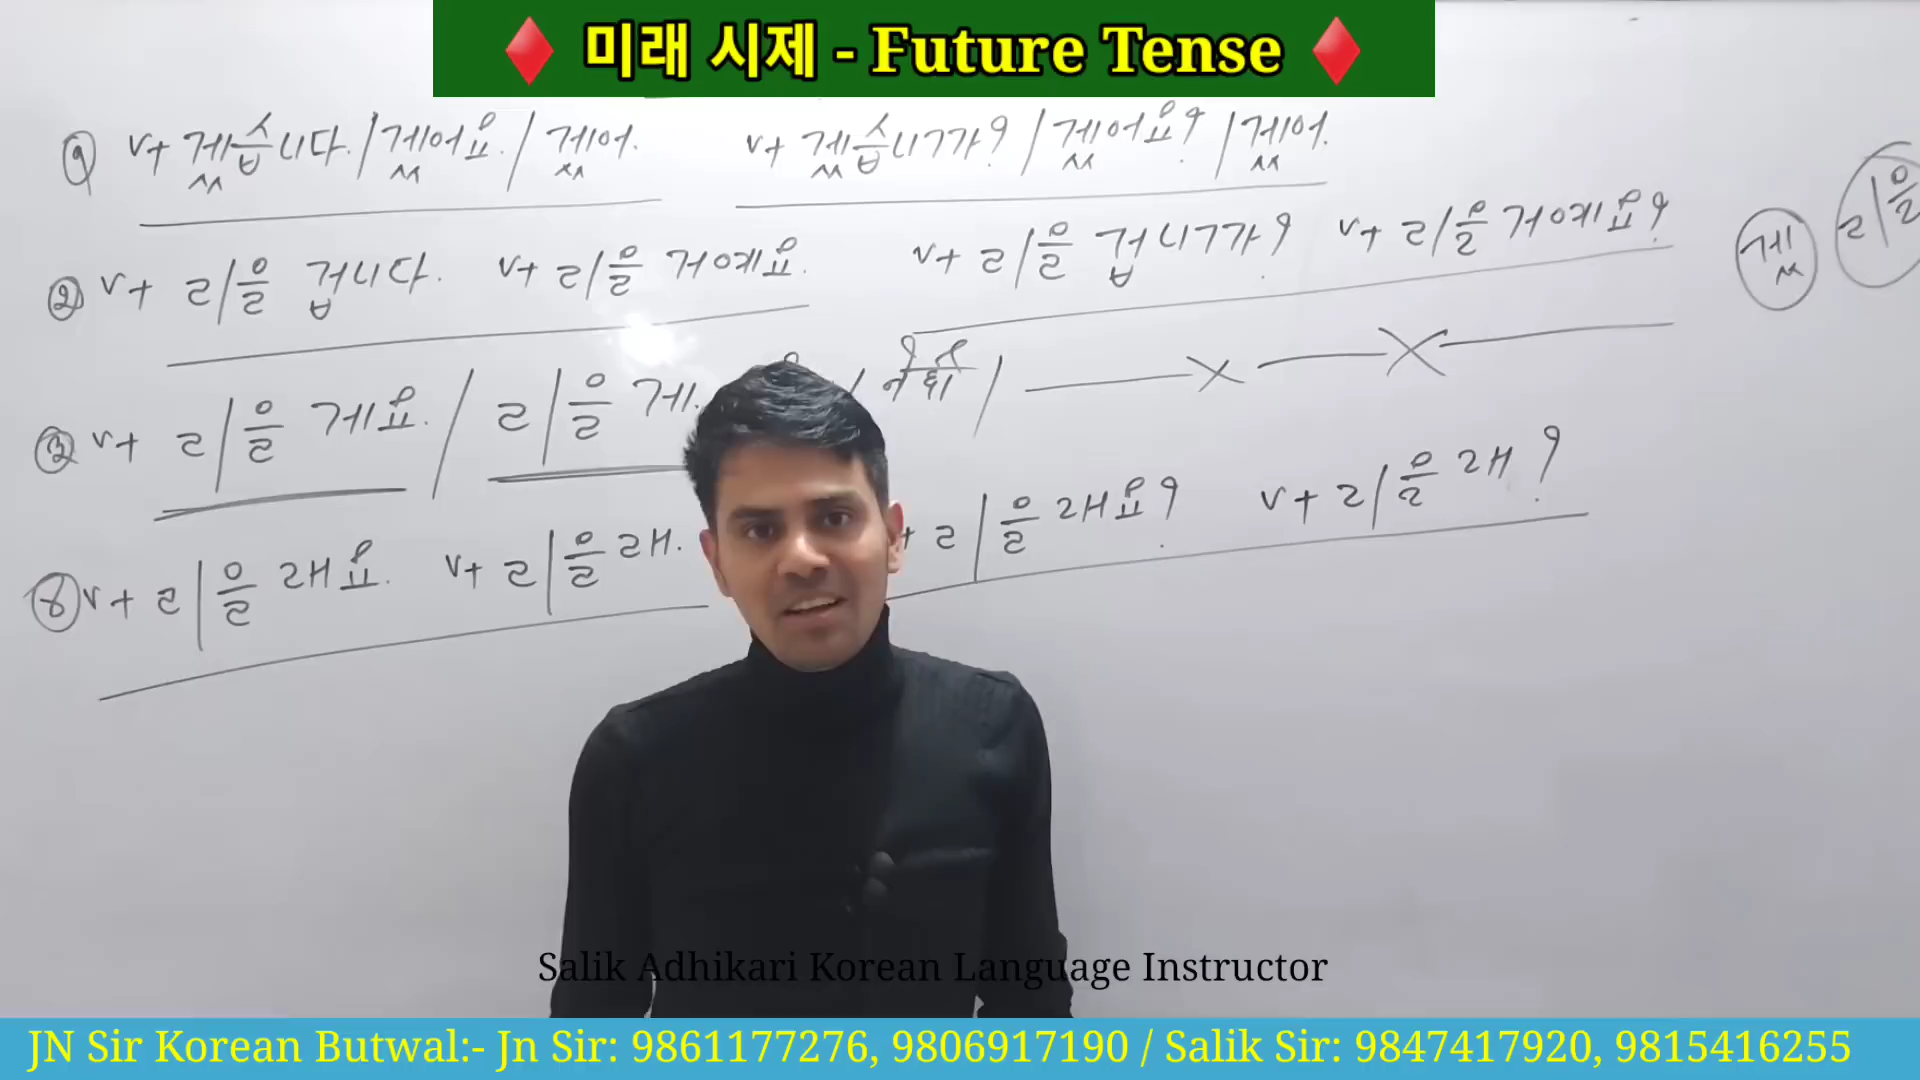 ♦ 미래 시제 - Future Tense ♦
① v+ 겠습니다. / 겠어요. / 겠어. v+ 겠습니까? / 겠어요? / 겠어.
② v+ ㄹ/을 겁니다. v+ ㄹ/을 거예요. v+ ㄹ/을 겁니까? v+ ㄹ/을 거예요? 겠 ㄹ/을
③ v+ ㄹ/을 게요. / ㄹ/을 게.
④ v+ ㄹ/을 래요. v+ ㄹ/을 래. + ㄹ/을 래요? v+ ㄹ/을 래?
Salik Adhikari Korean Language Instructor
JN Sir Korean Butwal:- Jn Sir: 9861177276, 9806917190 / Salik Sir: 9847417920, 9815416255